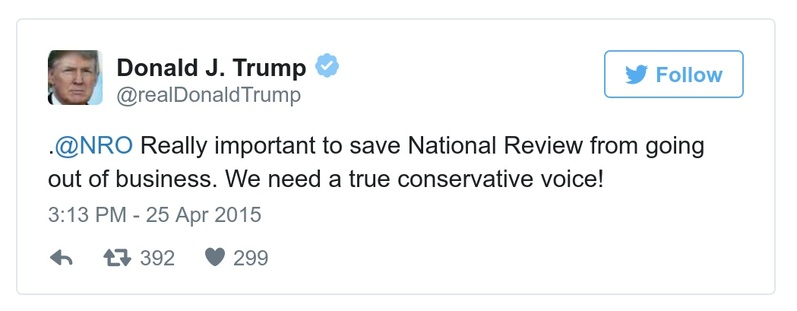 Donald J. Trump
@realDonaldTrump
Follow
.@NRO Really important to save National Review from going
out of business. We need a true conservative voice!
3:13 PM - 25 Apr 2015
392 299